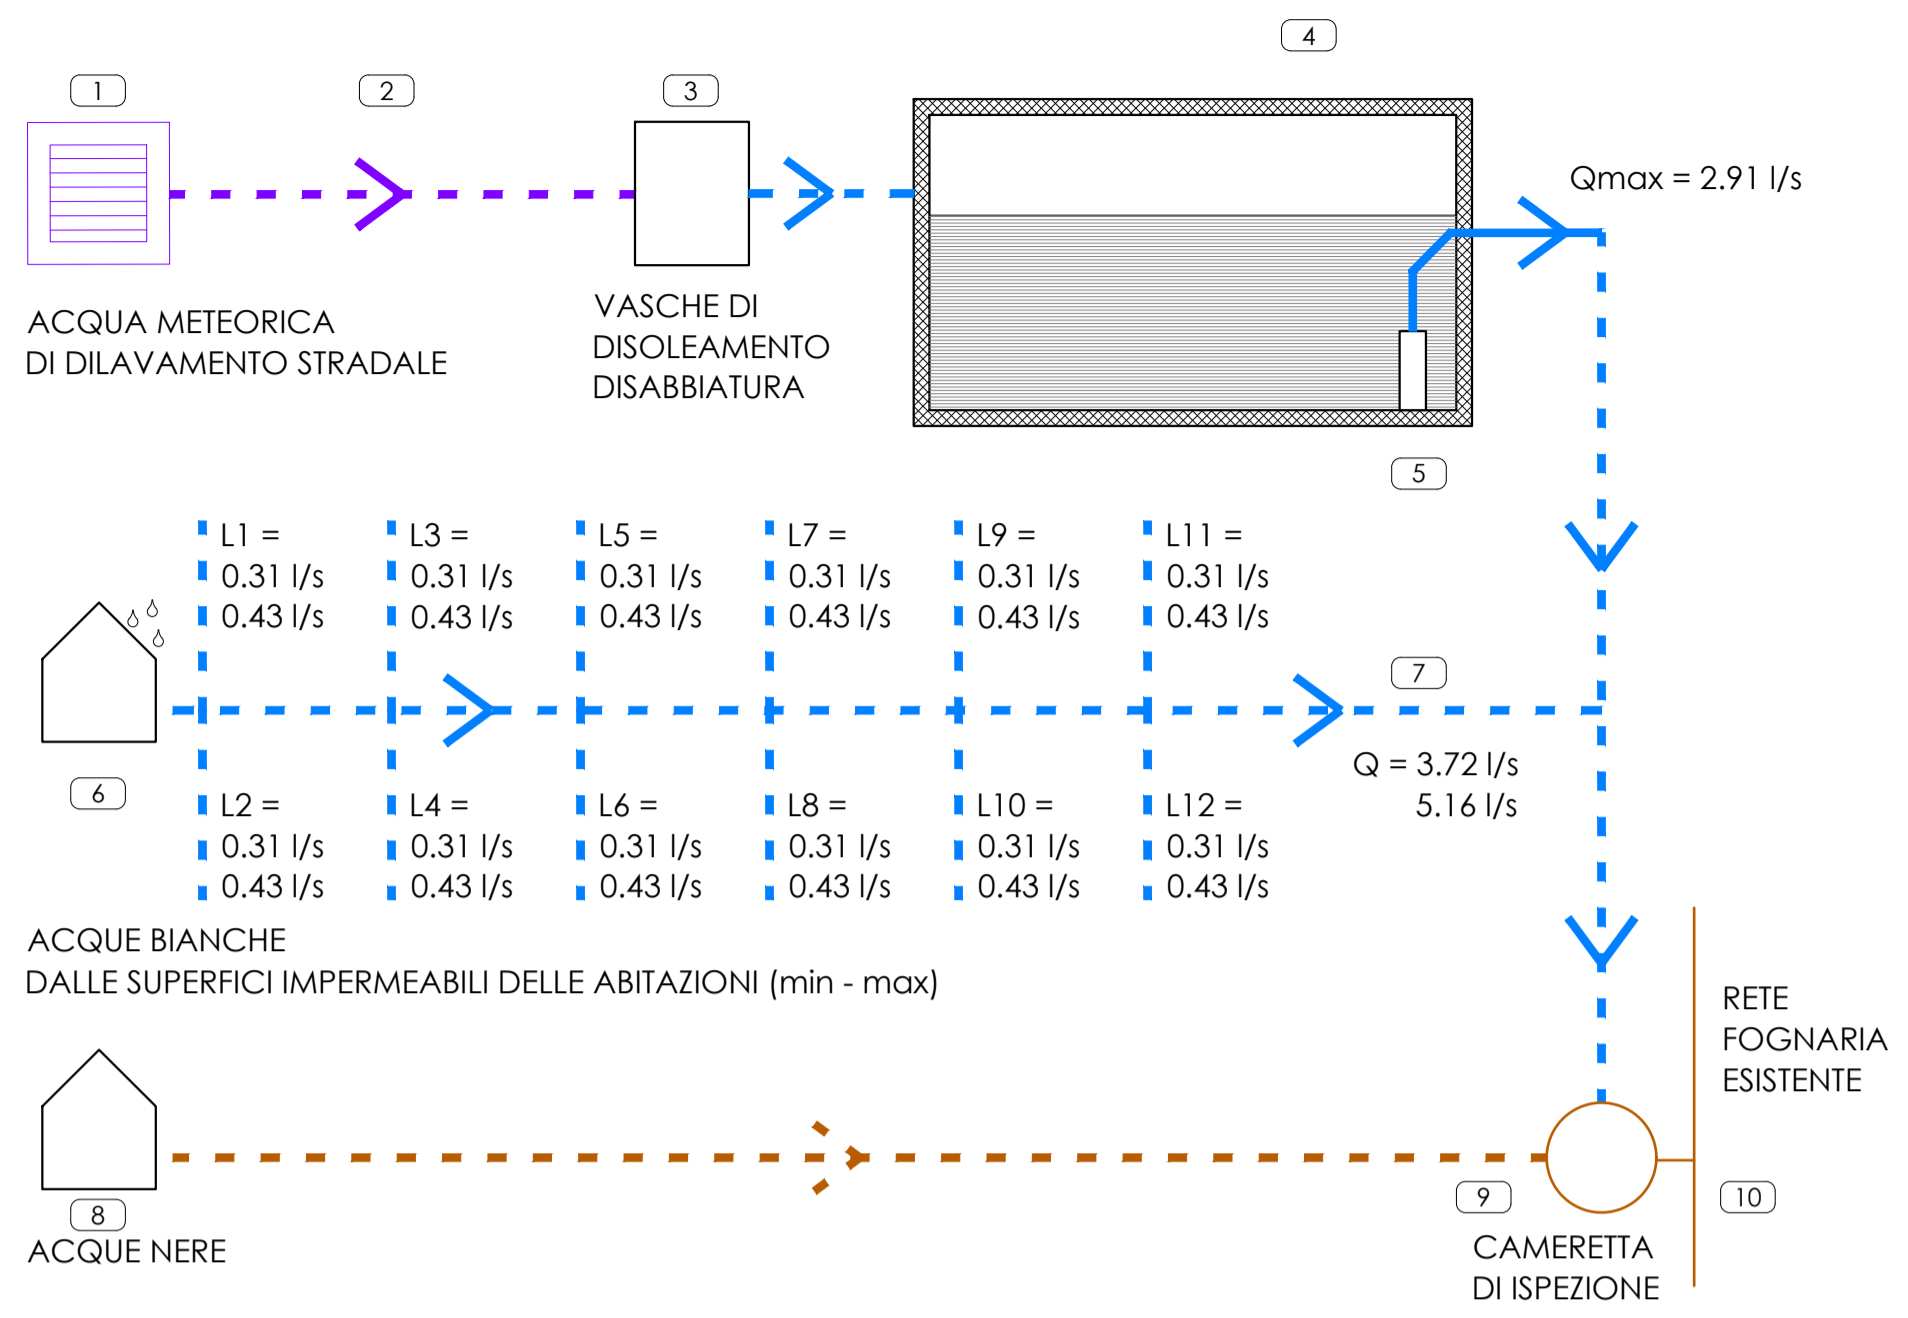 1
2
3
4
Qmax = 2.91 l/s
ACQUA METEORICA
DI DILAVAMENTO STRADALE
VASCHE DI
DISOLEAMENTO
DISABBIATURA
5
L1 =
0.31 l/s
0.43 l/s
L3 =
0.31 l/s
0.43 l/s
L5 =
0.31 l/s
0.43 l/s
L7 =
0.31 l/s
0.43 l/s
L9 =
0.31 l/s
0.43 l/s
L11 =
0.31 l/s
0.43 l/s
7
Q = 3.72 l/s
5.16 l/s
6
L2 =
0.31 l/s
0.43 l/s
L4 =
0.31 l/s
0.43 l/s
L6 =
0.31 l/s
0.43 l/s
L8 =
0.31 l/s
0.43 l/s
L10 =
0.31 l/s
0.43 l/s
L12 =
0.31 l/s
0.43 l/s
ACQUE BIANCHE
DALLE SUPERFICI IMPERMEABILI DELLE ABITAZIONI (min - max)
RETE
FOGNARIA
ESISTENTE
8
ACQUE NERE
9
10
CAMERETTA
DI ISPEZIONE